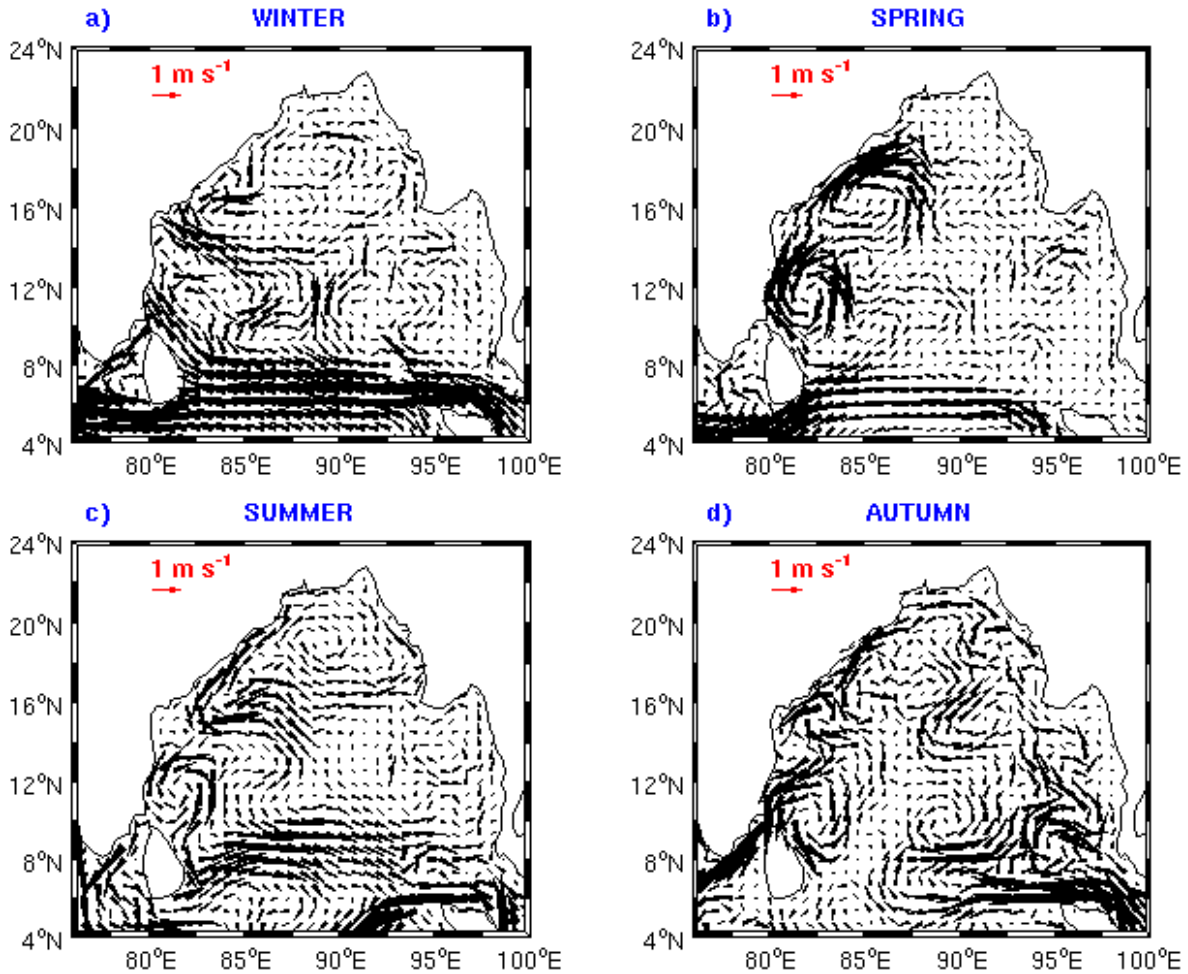 a) WINTER b) SPRING
24°N 24°N
1 m s⁻¹ 1 m s⁻¹
20°N 20°N
16°N 16°N
12°N 12°N
8°N 8°N
4°N 4°N
80°E 85°E 90°E 95°E 100°E 80°E 85°E 90°E 95°E 100°E
c) SUMMER d) AUTUMN
24°N 24°N
1 m s⁻¹ 1 m s⁻¹
20°N 20°N
16°N 16°N
12°N 12°N
8°N 8°N
4°N 4°N
80°E 85°E 90°E 95°E 100°E 80°E 85°E 90°E 95°E 100°E